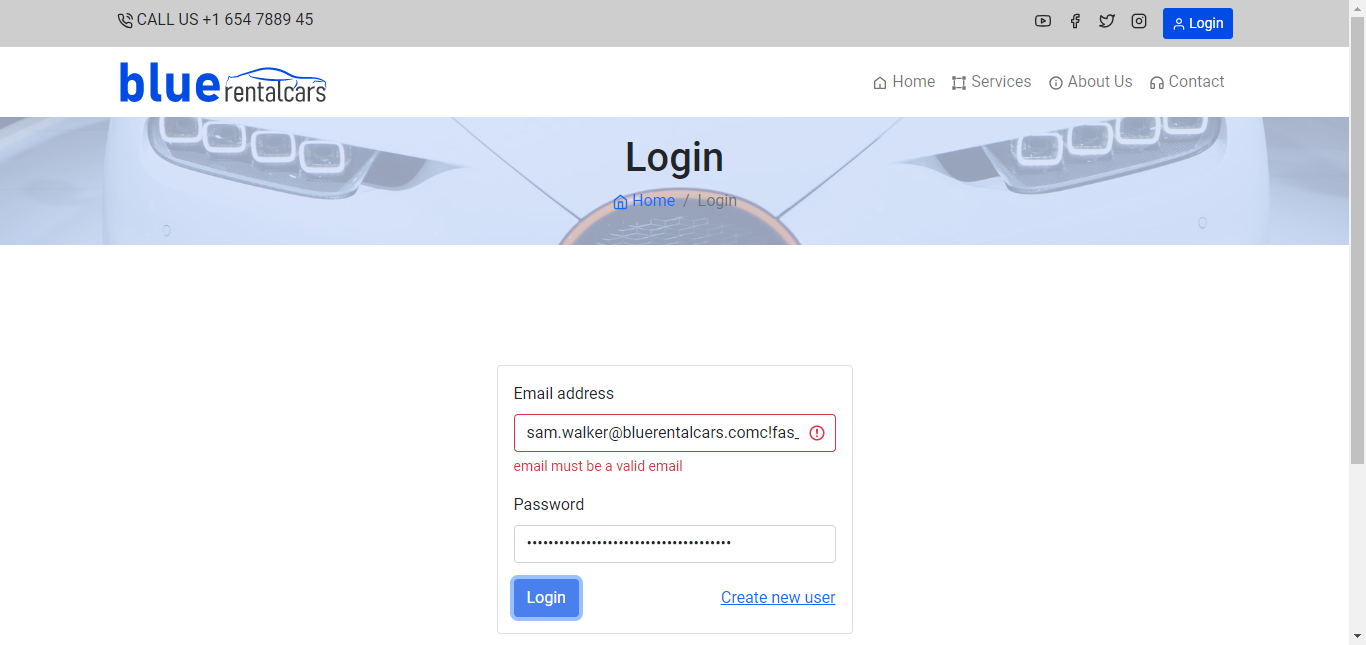 CALL US +1 654 7889 45
Login
blue rentalcars
Home Services About Us Contact
Login
Home / Login
Email address
sam.walker@bluerentalcars.comc!fas_
email must be a valid email
Password
••••••••••••••••••••••••••••••••••••••
Login Create new user